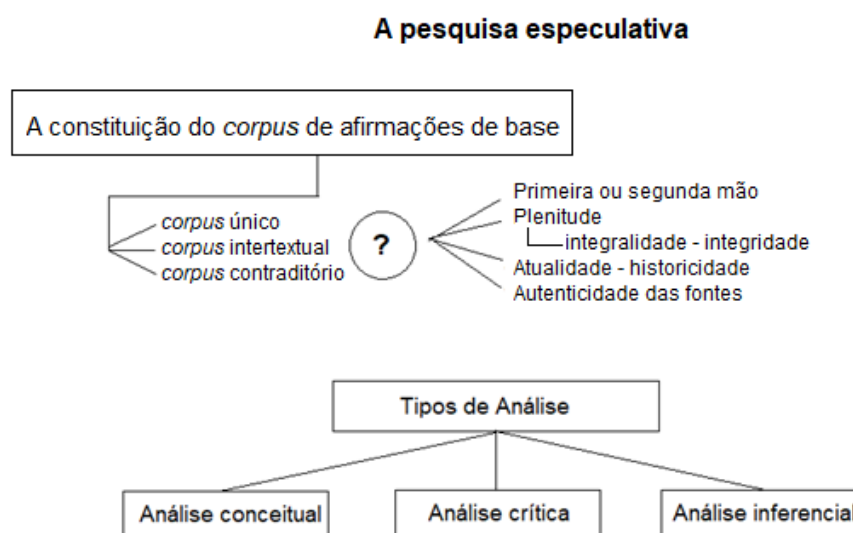 A pesquisa especulativa
A constituição do corpus de afirmações de base
corpus único
corpus intertextual
corpus contraditório
?
Primeira ou segunda mão
Plenitude
integralidade - integridade
Atualidade - historicidade
Autenticidade das fontes
Tipos de Análise
Análise conceitual
Análise crítica
Análise inferencial